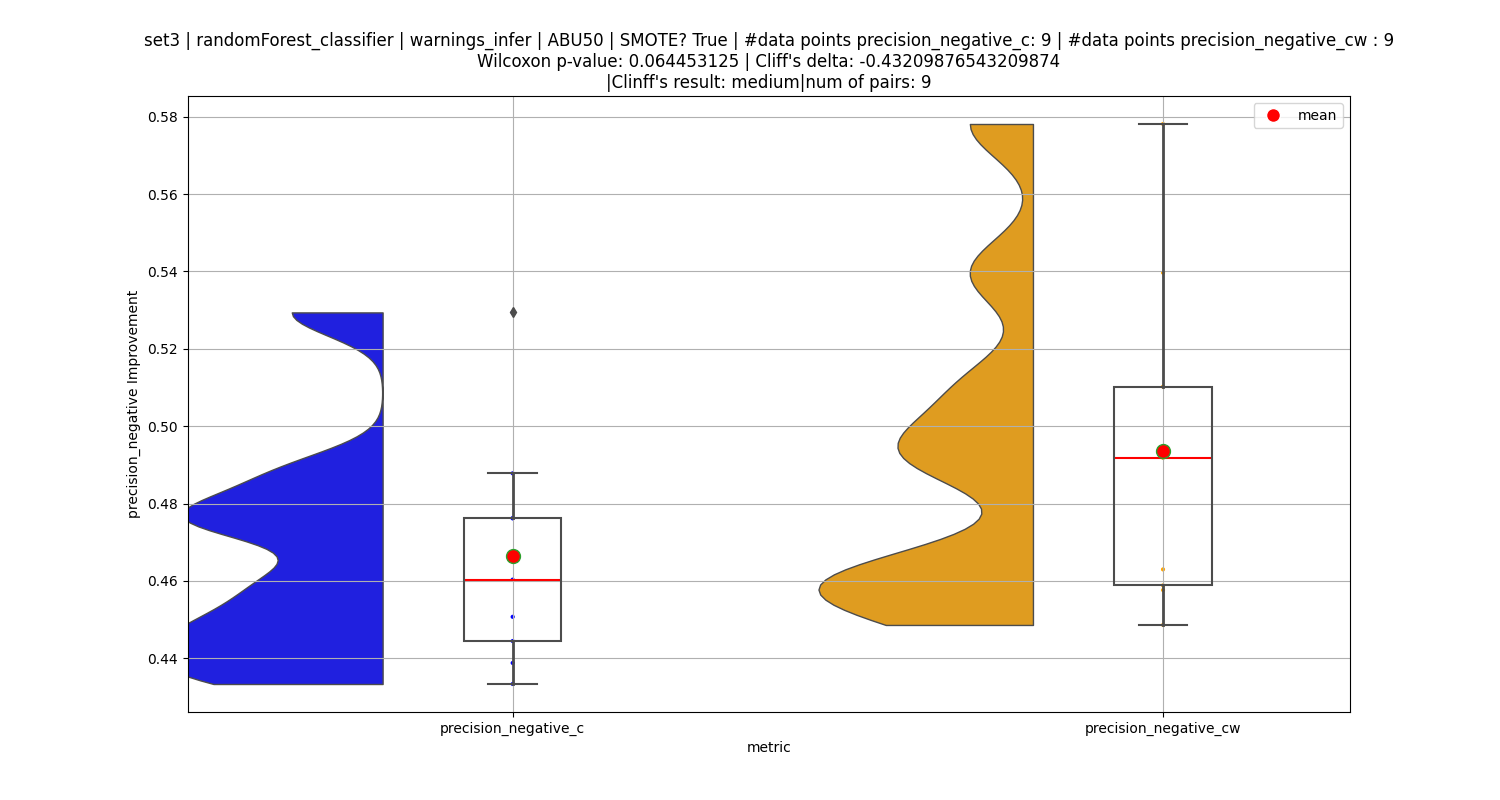 set3 | randomForest_classifier | warnings_infer | ABU50 | SMOTE? True | #data points precision_negative_c: 9 | #data points precision_negative_cw : 9
Wilcoxon p-value: 0.064453125 | Cliff's delta: -0.43209876543209874
|Clinff's result: medium|num of pairs: 9
mean
0.58
0.56
0.54
0.52
0.50
0.48
0.46
0.44
precision_negative Improvement
precision_negative_c
precision_negative_cw
metric